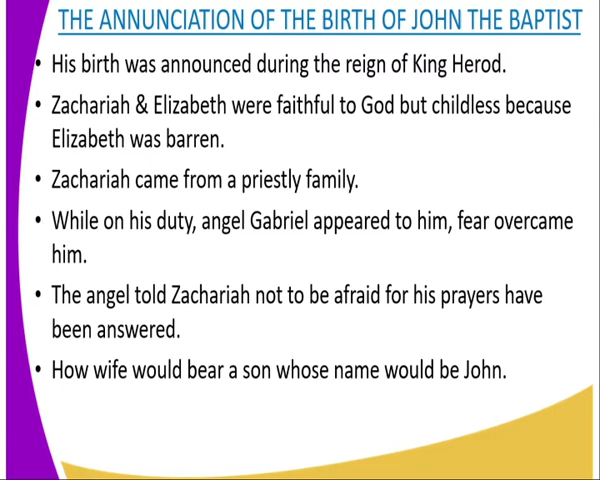 THE ANNUNCIATION OF THE BIRTH OF JOHN THE BAPTIST
• His birth was announced during the reign of King Herod.
• Zachariah & Elizabeth were faithful to God but childless because
Elizabeth was barren.
• Zachariah came from a priestly family.
• While on his duty, angel Gabriel appeared to him, fear overcame
him.
• The angel told Zachariah not to be afraid for his prayers have
been answered.
• How wife would bear a son whose name would be John.